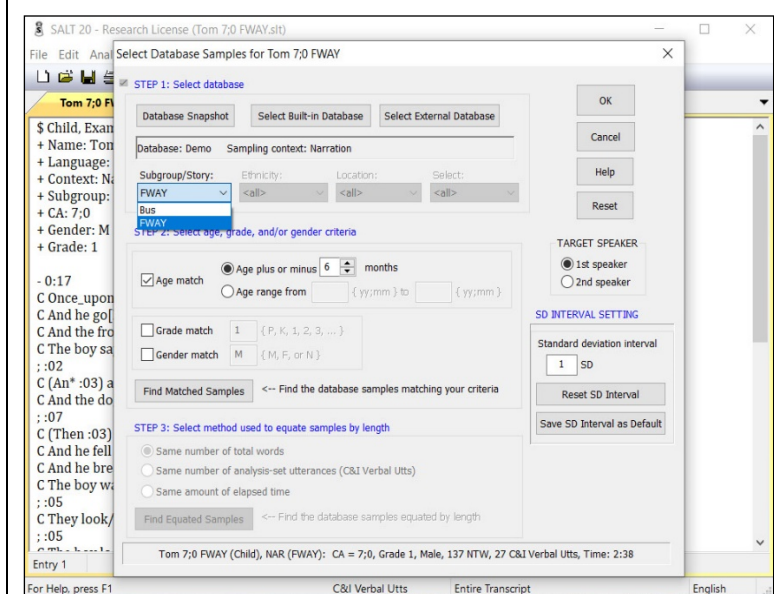 SALT 20 - Research License (Tom 7;0 FWAY.slt)
File Edit Anal
Select Database Samples for Tom 7;0 FWAY
Tom 7;0 F
$ Child, Exam
+ Name: Tom
+ Language:
+ Context: Na
+ Subgroup:
+ CA: 7;0
+ Gender: M
+ Grade: 1
- 0:17
C Once_upon
C And he go[
C And the fro
C The boy sa
; :02
C (An* :03) a
C And the do
; :07
C (Then :03)
C And he fell
C And he bre
C The boy wa
; :05
C They look/
; :05
Entry 1
STEP 1: Select database
Database Snapshot Select Built-in Database Select External Database
Database: Demo Sampling context: Narration
Subgroup/Story: Ethnicity: Location: Select:
FWAY <all> <all> <all>
Bus
FWAY
STEP 2: Select age, grade, and/or gender criteria
Age match
Age plus or minus 6 months
Age range from { yy;mm } to { yy;mm }
Grade match 1 { P, K, 1, 2, 3, ... }
Gender match M { M, F, or N }
Find Matched Samples <-- Find the database samples matching your criteria
STEP 3: Select method used to equate samples by length
Same number of total words
Same number of analysis-set utterances (C&I Verbal Utts)
Same amount of elapsed time
Find Equated Samples <-- Find the database samples equated by length
OK
Cancel
Help
Reset
TARGET SPEAKER
1st speaker
2nd speaker
SD INTERVAL SETTING
Standard deviation interval
1 SD
Reset SD Interval
Save SD Interval as Default
Tom 7;0 FWAY (Child), NAR (FWAY): CA = 7;0, Grade 1, Male, 137 NTW, 27 C&I Verbal Utts, Time: 2:38
For Help, press F1 C&I Verbal Utts Entire Transcript English